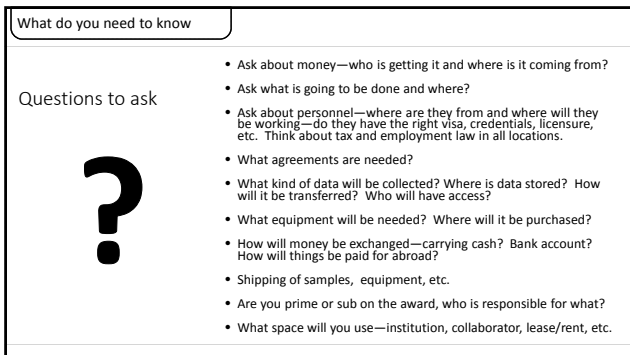 What do you need to know
Questions to ask
?
• Ask about money—who is getting it and where is it coming from?
• Ask what is going to be done and where?
• Ask about personnel—where are they from and where will they
be working—do they have the right visa, credentials, licensure,
etc.  Think about tax and employment law in all locations.
• What agreements are needed?
• What kind of data will be collected? Where is data stored?  How
will it be transferred?  Who will have access?
• What equipment will be needed?  Where will it be purchased?
• How will money be exchanged—carrying cash?  Bank account?
How will things be paid for abroad?
• Shipping of samples,  equipment, etc.
• Are you prime or sub on the award, who is responsible for what?
• What space will you use—institution, collaborator, lease/rent, etc.